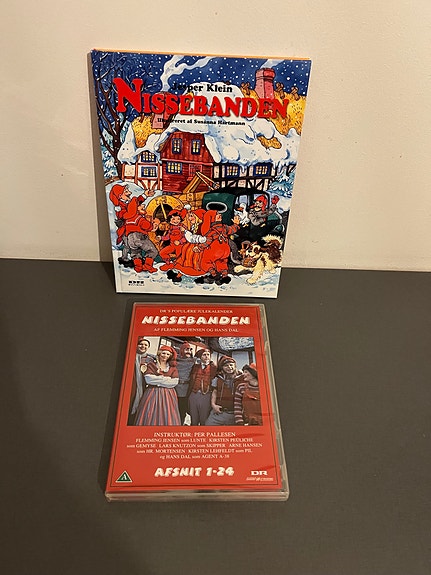 Jesper Klein
NISSEBANDEN
Illustreret af Susanne Hartmann
DR'S POPULÆRE JULEKALENDER
NISSEBANDEN
AF FLEMMING JENSEN OG HANS DAL
INSTRUKTØR: PER PALLESEN
FLEMMING JENSEN som LUNTE KIRSTEN PEÜLICHE
som GEMYSE LARS KNUTZON som SKIPPER ARNE HANSEN
som HR. MORTENSEN KIRSTEN LEHFELDT som PIL
og HANS DAL som AGENT A-38
A
AFSNIT 1-24
DR